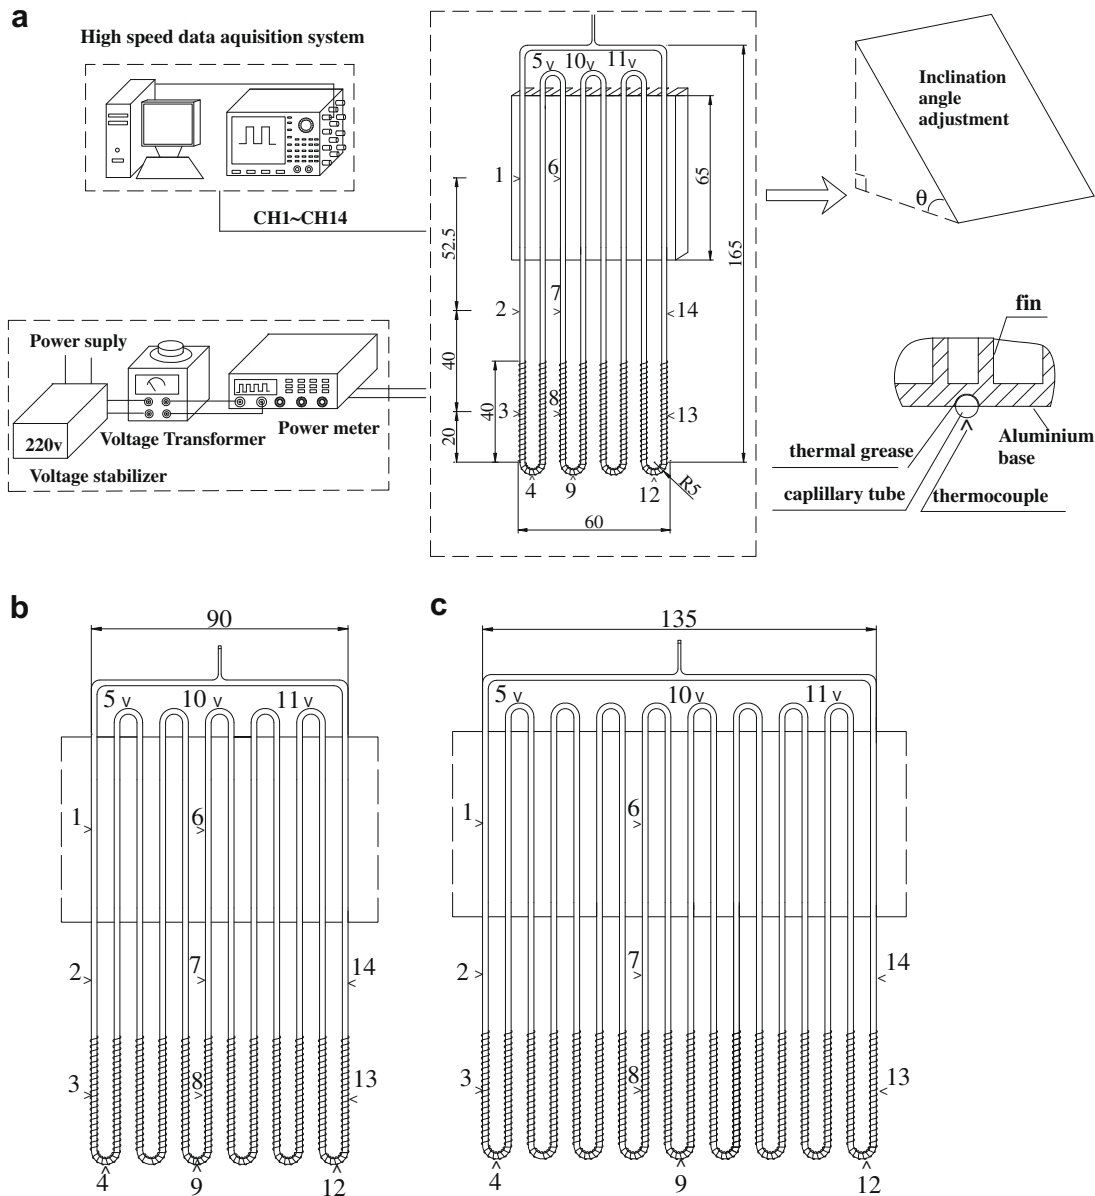 a
High speed data aquisition system
CH1~CH14
Power suply
220v
Voltage Transformer
Power meter
Voltage stabilizer
5
10
11
1
6
65
52.5
165
2
7
14
40
40
3
8
13
20
4
9
12
R5
60
Inclination
angle
adjustment
θ
fin
thermal grease
Aluminium
base
caplillary tube
thermocouple
b
90
5
10
11
1
6
2
7
14
3
8
13
4
9
12
c
135
5
10
11
1
6
2
7
14
3
8
13
4
9
12